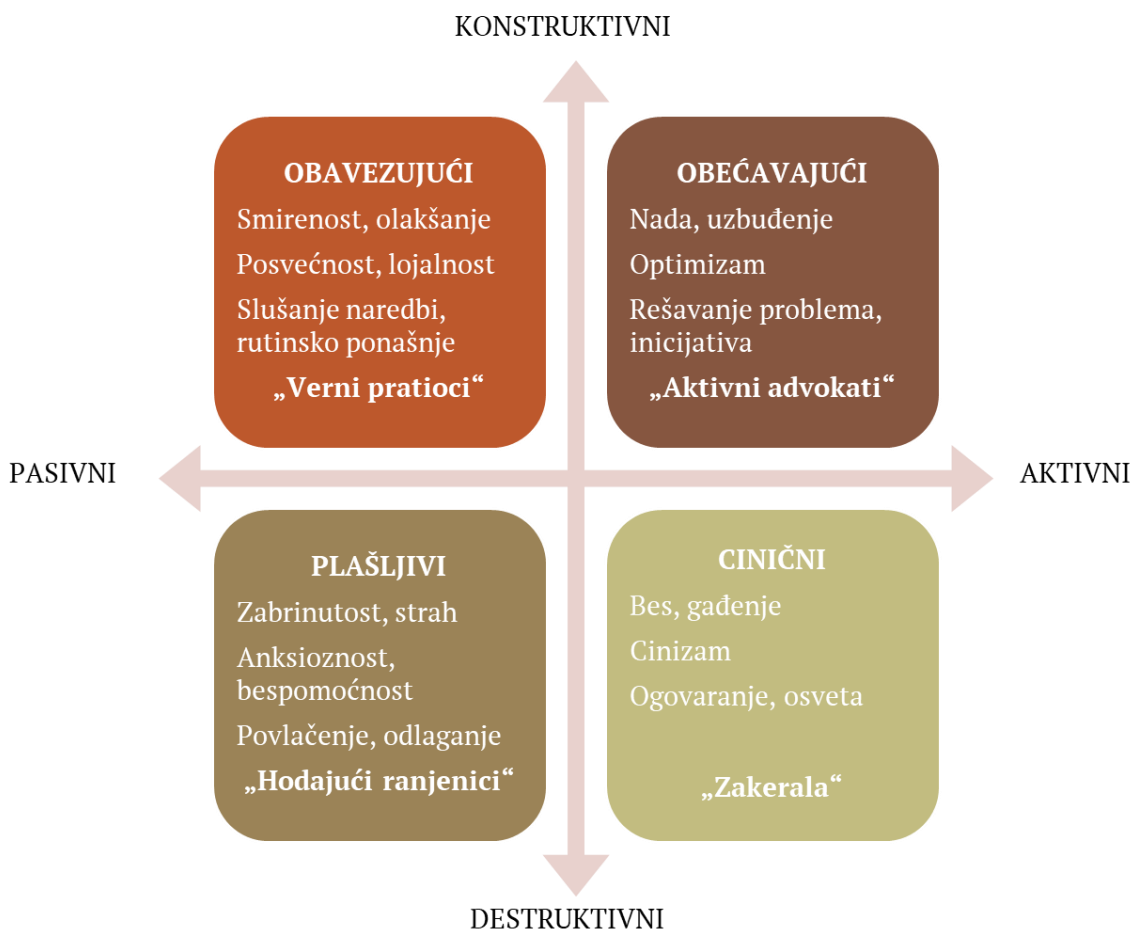 KONSTRUKTIVNI
OBAVEZUJUĆI
Smirenost, olakšanje
Posvećnost, lojalnost
Slušanje naredbi,
rutinsko ponašnje
„Verni pratioci“
OBEĆAVAJUĆI
Nada, uzbuđenje
Optimizam
Rešavanje problema,
inicijativa
„Aktivni advokati“
PASIVNI
AKTIVNI
PLAŠLJIVI
Zabrinutost, strah
Anksioznost,
bespomoćnost
Povlačenje, odlaganje
„Hodajući ranjenici“
CINIČNI
Bes, gađenje
Cinizam
Ogovaranje, osveta
„Zakerala“
DESTRUKTIVNI